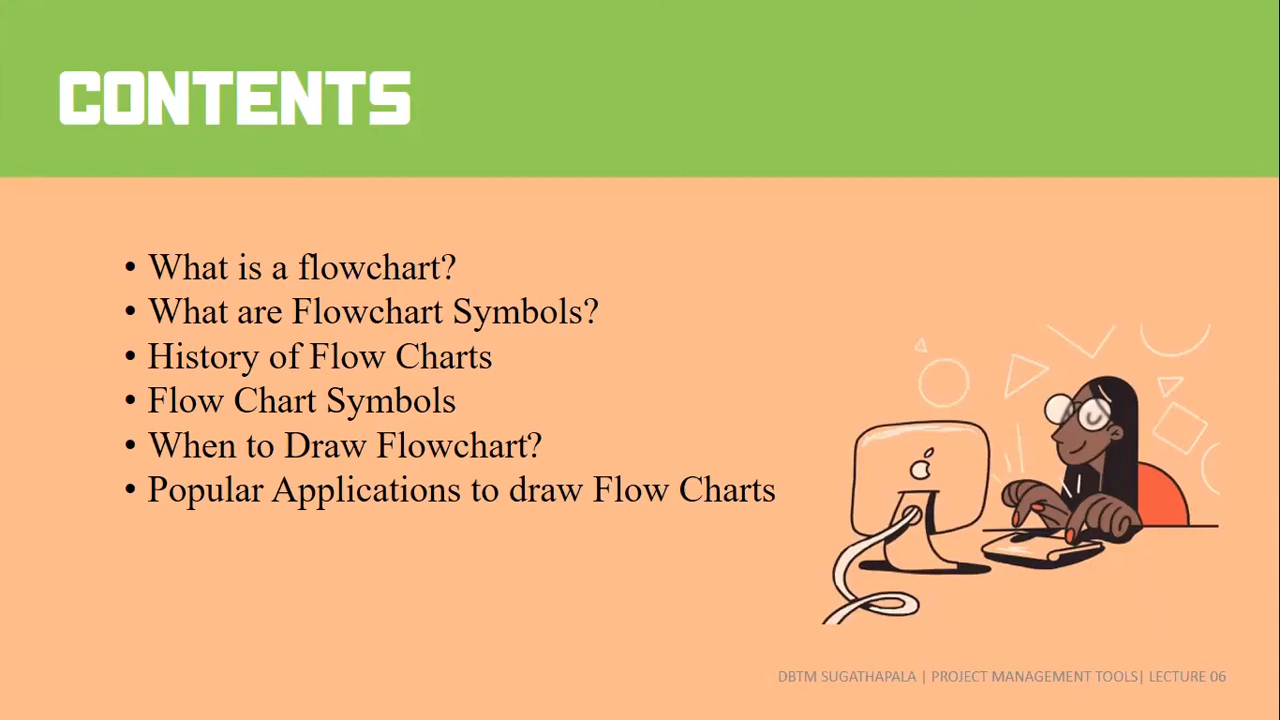 CONTENTS
• What is a flowchart?
• What are Flowchart Symbols?
• History of Flow Charts
• Flow Chart Symbols
• When to Draw Flowchart?
• Popular Applications to draw Flow Charts
DBTM SUGATHAPALA | PROJECT MANAGEMENT TOOLS| LECTURE 06